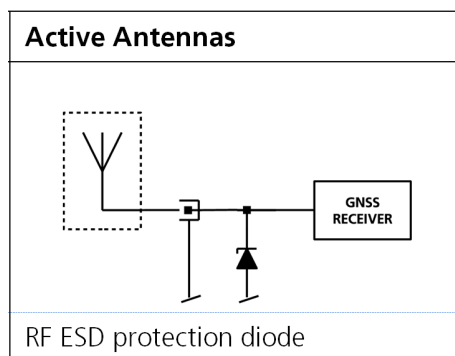 Active Antennas
GNSS
RECEIVER
RF ESD protection diode